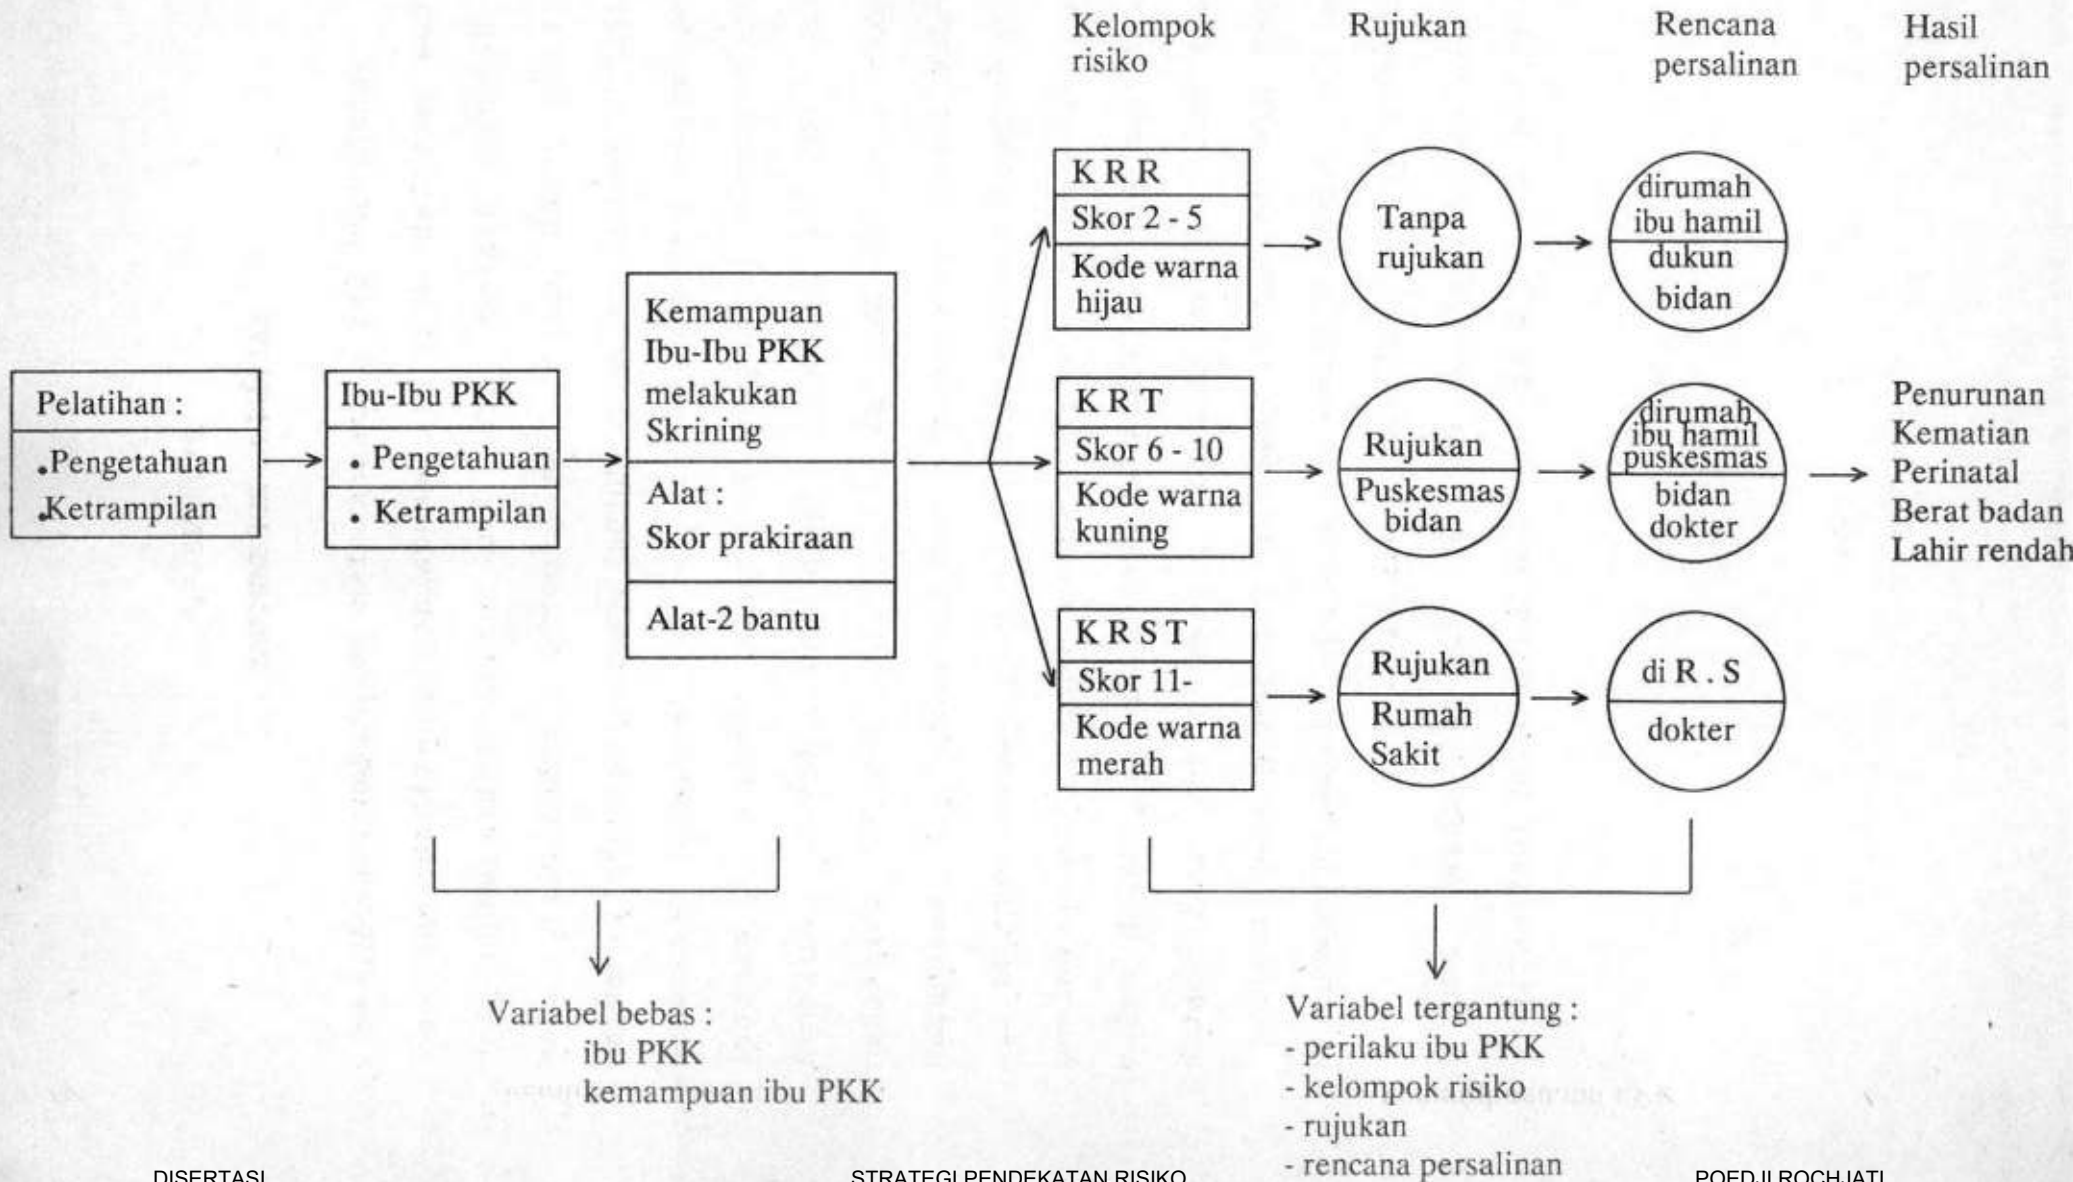 Kelompok
risiko
Rujukan
Rencana
persalinan
Hasil
persalinan
Pelatihan :
.Pengetahuan
.Ketrampilan
Ibu-Ibu PKK
. Pengetahuan
. Ketrampilan
Kemampuan
Ibu-Ibu PKK
melakukan
Skrining
Alat :
Skor prakiraan
Alat-2 bantu
K R R
Skor 2 - 5
Kode warna
hijau
Tanpa
rujukan
dirumah
ibu hamil
dukun
bidan
K R T
Skor 6 - 10
Kode warna
kuning
Rujukan
Puskesmas
bidan
dirumah
ibu hamil
puskesmas
bidan
dokter
K R S T
Skor 11-
Kode warna
merah
Rujukan
Rumah
Sakit
di R . S
dokter
Penurunan
Kematian
Perinatal
Berat badan
Lahir rendah
Variabel bebas :
ibu PKK
kemampuan ibu PKK
Variabel tergantung :
- perilaku ibu PKK
- kelompok risiko
- rujukan
- rencana persalinan
DISERTASI
STRATEGI PENDEKATAN RISIKO
POEDJI ROCHJATI